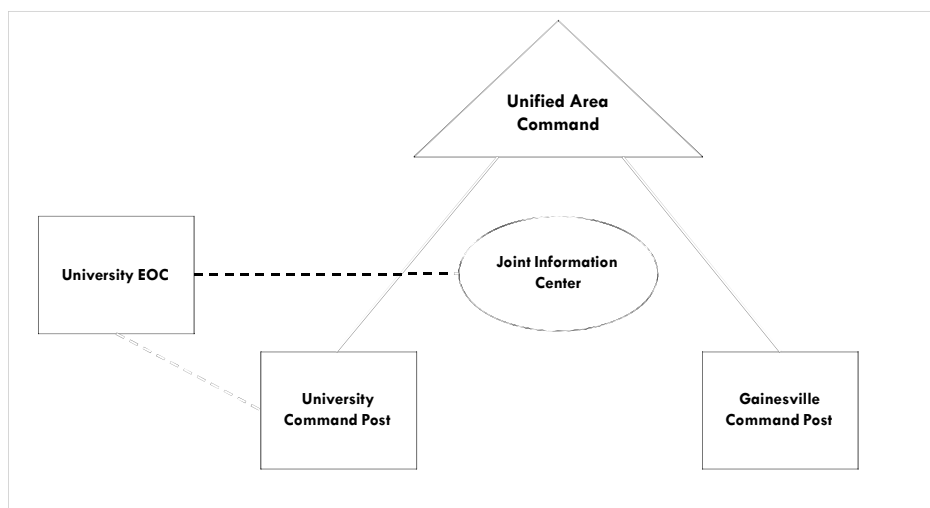 Unified Area
Command
University EOC
Joint Information
Center
University
Command Post
Gainesville
Command Post